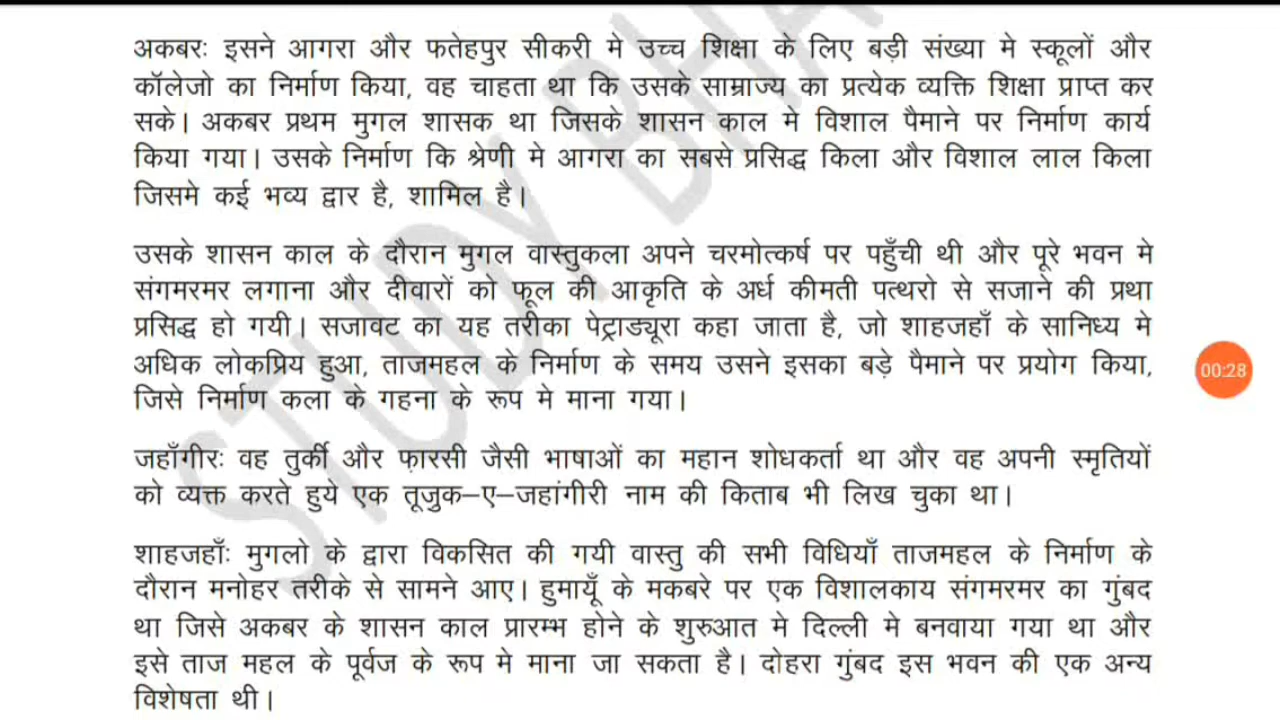 अकबरः इसने आगरा और फतेहपुर सीकरी मे उच्च शिक्षा के लिए बड़ी संख्या मे स्कूलों और
कॉलेजो का निर्माण किया, वह चाहता था कि उसके साम्राज्य का प्रत्येक व्यक्ति शिक्षा प्राप्त कर
सके। अकबर प्रथम मुगल शासक था जिसके शासन काल मे विशाल पैमाने पर निर्माण कार्य
किया गया। उसके निर्माण कि श्रेणी मे आगरा का सबसे प्रसिद्ध किला और विशाल लाल किला
जिसमे कई भव्य द्वार है, शामिल है।
उसके शासन काल के दौरान मुगल वास्तुकला अपने चरमोत्कर्ष पर पहुँची थी और पूरे भवन मे
संगमरमर लगाना और दीवारों को फूल की आकृति के अर्ध कीमती पत्थरो से सजाने की प्रथा
प्रसिद्ध हो गयी। सजावट का यह तरीका पेट्राड्यूरा कहा जाता है, जो शाहजहाँ के सानिध्य मे
अधिक लोकप्रिय हुआ, ताजमहल के निर्माण के समय उसने इसका बड़े पैमाने पर प्रयोग किया,
जिसे निर्माण कला के गहना के रूप मे माना गया।
00:28
जहाँगीरः वह तुर्की और फ़ारसी जैसी भाषाओं का महान शोधकर्ता था और वह अपनी स्मृतियों
को व्यक्त करते हुये एक तूजुक–ए–जहांगीरी नाम की किताब भी लिख चुका था।
शाहजहाँः मुगलो के द्वारा विकसित की गयी वास्तु की सभी विधियाँ ताजमहल के निर्माण के
दौरान मनोहर तरीके से सामने आए। हुमायूँ के मकबरे पर एक विशालकाय संगमरमर का गुंबद
था जिसे अकबर के शासन काल प्रारम्भ होने के शुरुआत मे दिल्ली मे बनवाया गया था और
इसे ताज महल के पूर्वज के रूप मे माना जा सकता है। दोहरा गुंबद इस भवन की एक अन्य
विशेषता थी।
STUDY BHA